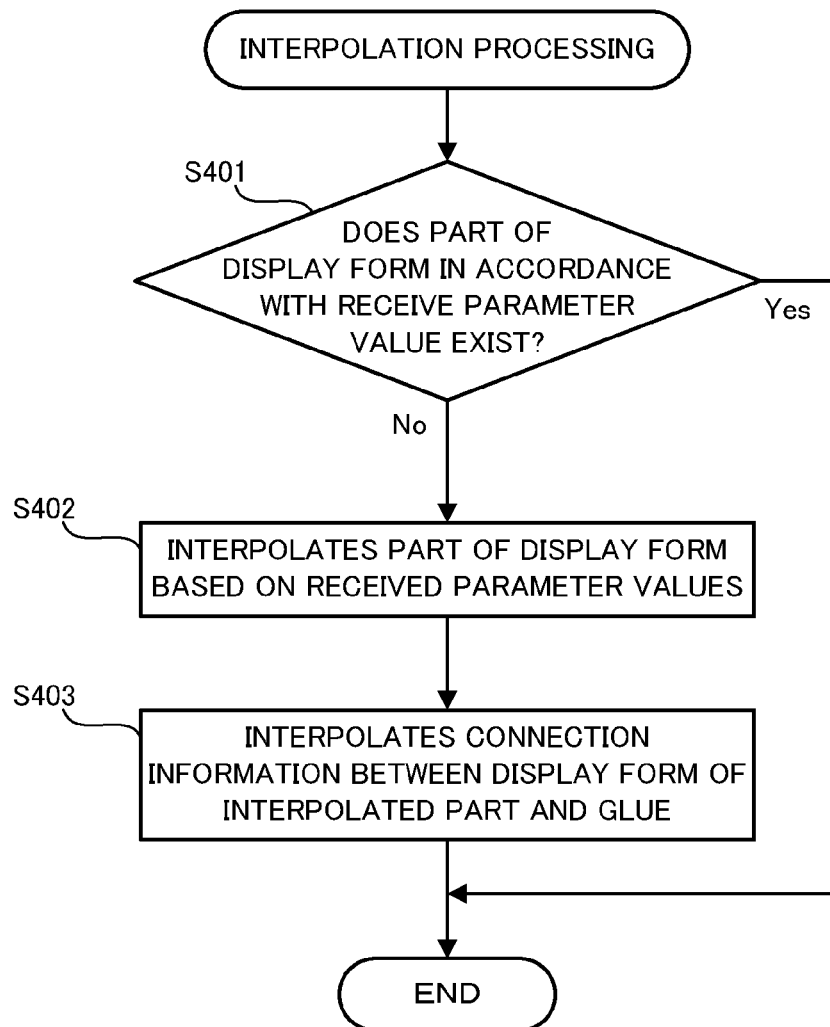 INTERPOLATION PROCESSING
S401
DOES PART OF
DISPLAY FORM IN ACCORDANCE
WITH RECEIVE PARAMETER
VALUE EXIST?
Yes
No
S402
INTERPOLATES PART OF DISPLAY FORM
BASED ON RECEIVED PARAMETER VALUES
S403
INTERPOLATES CONNECTION
INFORMATION BETWEEN DISPLAY FORM OF
INTERPOLATED PART AND GLUE
END